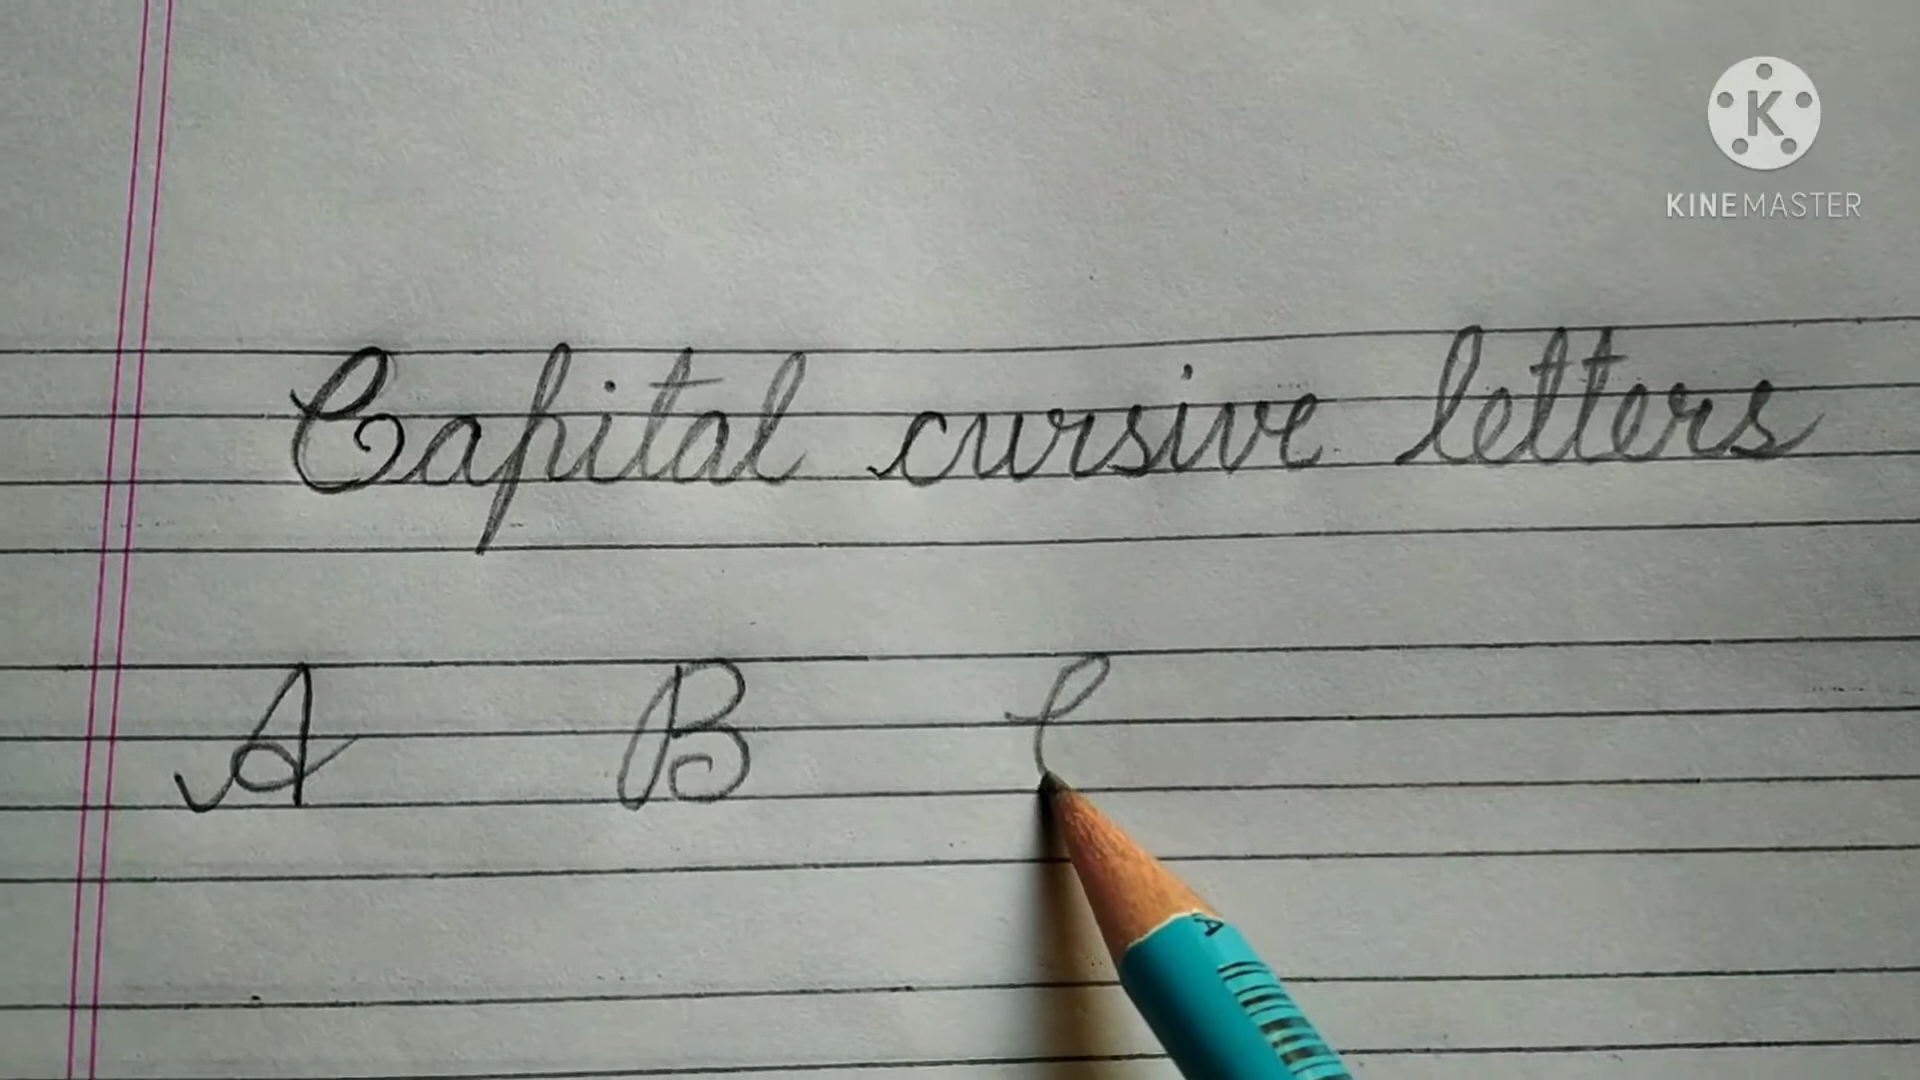 K
KINEMASTER
Capital cursive letters
A B
A